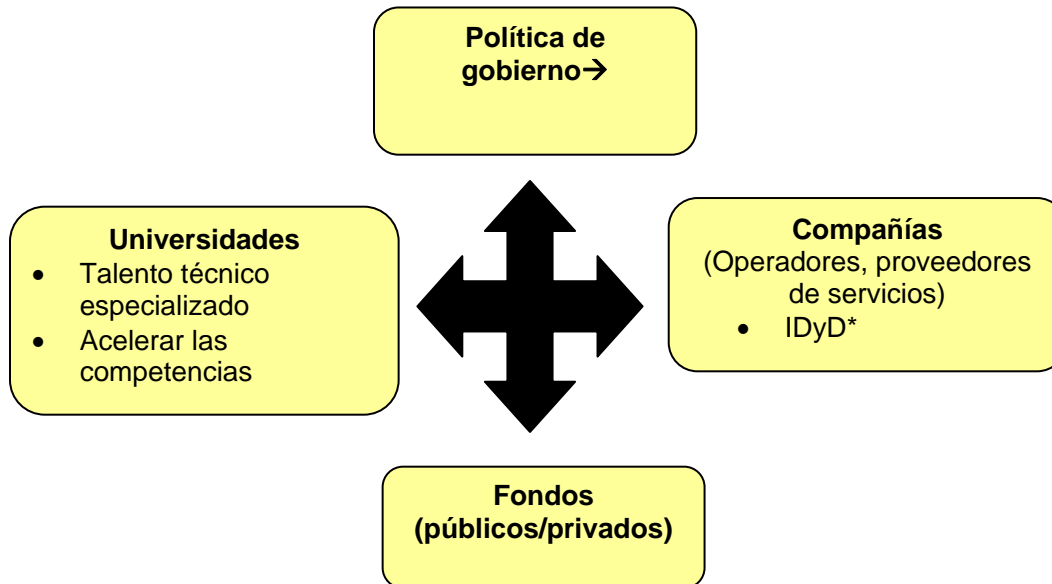 Política de
gobierno→
Universidades
• Talento técnico
especializado
• Acelerar las
competencias
Compañías
(Operadores, proveedores
de servicios)
• IDyD*
Fondos
(públicos/privados)